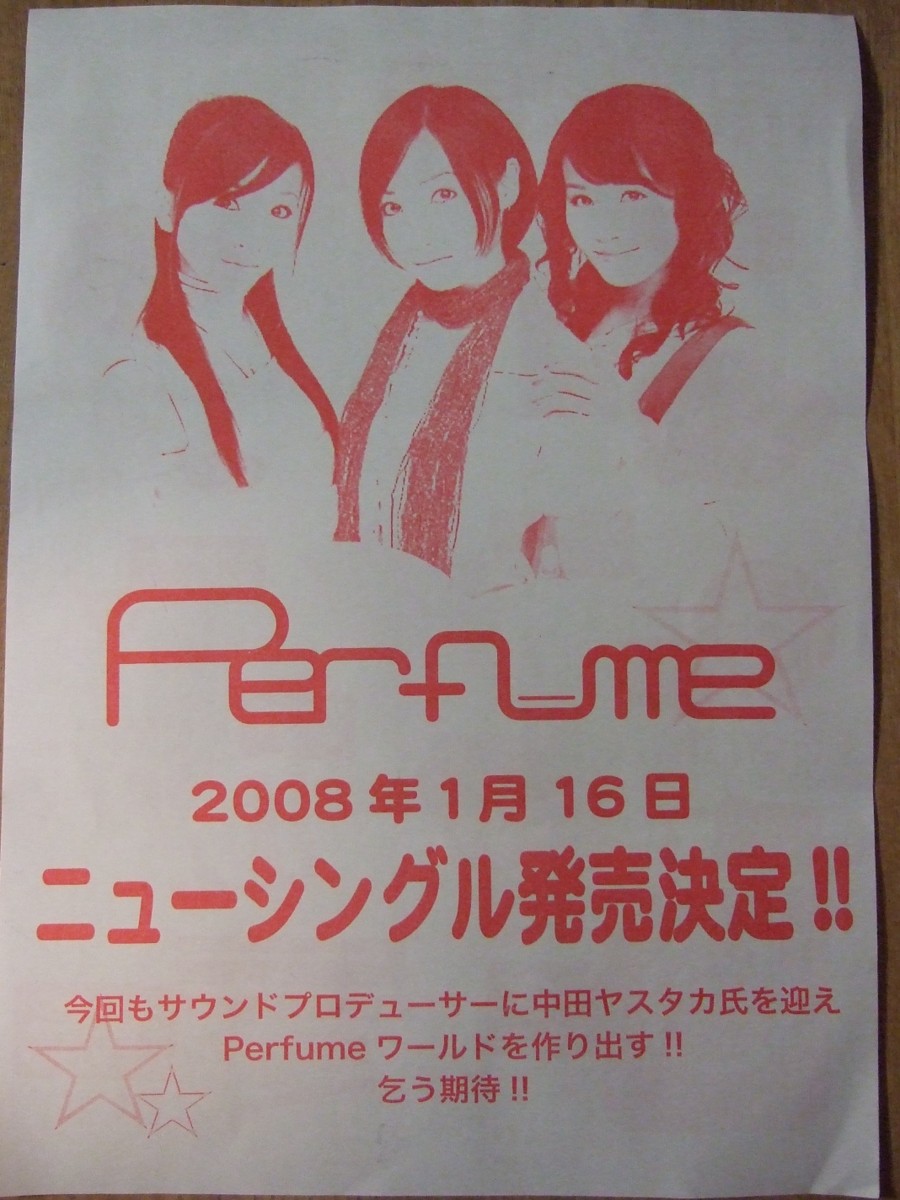 Perfume
2008年1月16日
ニューシングル発売決定!!
今回もサウンドプロデューサーに中田ヤスタカ氏を迎え
Perfumeワールドを作り出す!!
乞う期待!!